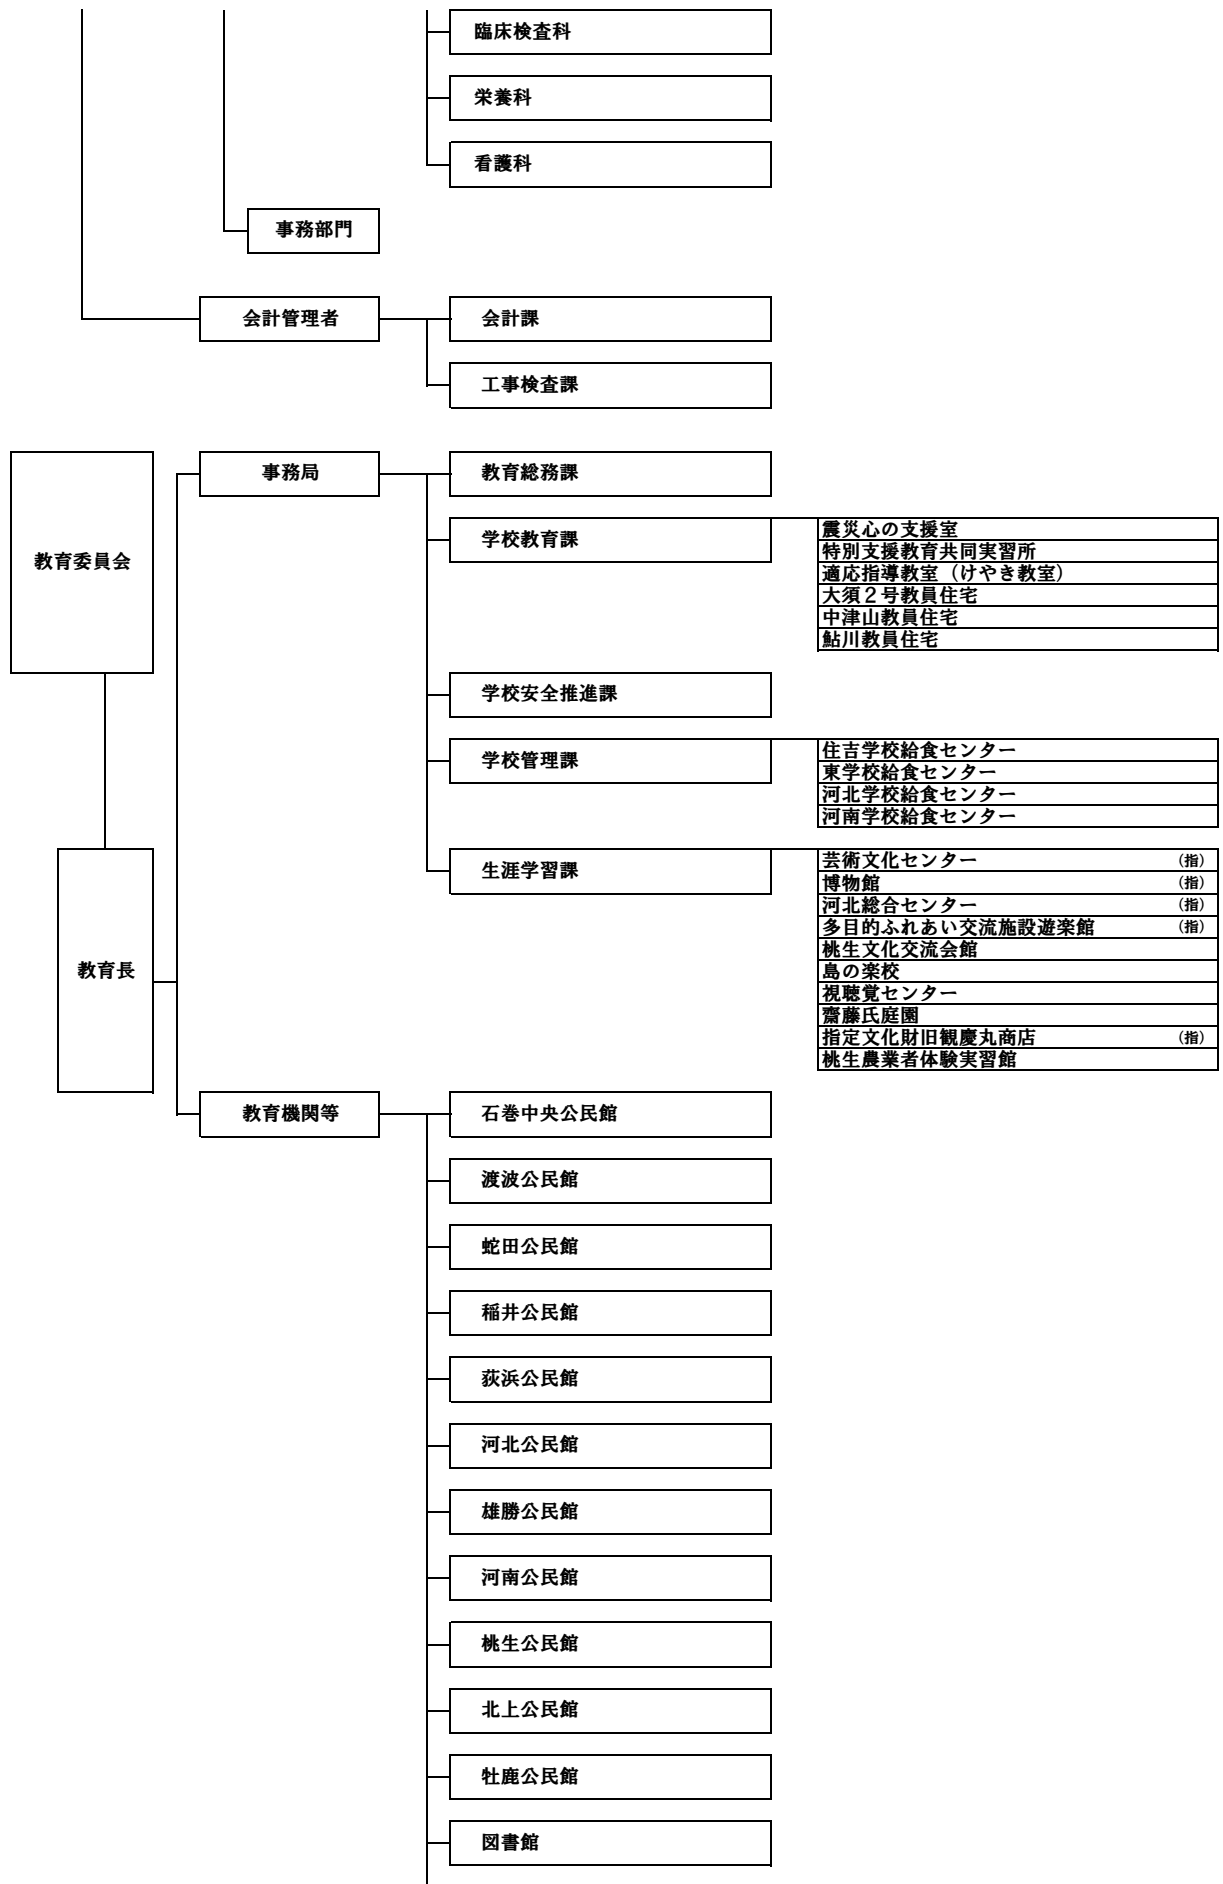 臨床検査科
栄養科
看護科
事務部門
会計管理者
会計課
工事検査課
教育委員会
事務局
教育総務課
学校教育課
震災心の支援室
特別支援教育共同実習所
適応指導教室（けやき教室）
大須２号教員住宅
中津山教員住宅
鮎川教員住宅
学校安全推進課
学校管理課
住吉学校給食センター
東学校給食センター
河北学校給食センター
河南学校給食センター
生涯学習課
芸術文化センター （指）
博物館 （指）
河北総合センター （指）
多目的ふれあい交流施設遊楽館 （指）
桃生文化交流会館
島の楽校
視聴覚センター
齋藤氏庭園
指定文化財旧観慶丸商店 （指）
桃生農業者体験実習館
教育長
教育機関等
石巻中央公民館
渡波公民館
蛇田公民館
稲井公民館
荻浜公民館
河北公民館
雄勝公民館
河南公民館
桃生公民館
北上公民館
牡鹿公民館
図書館